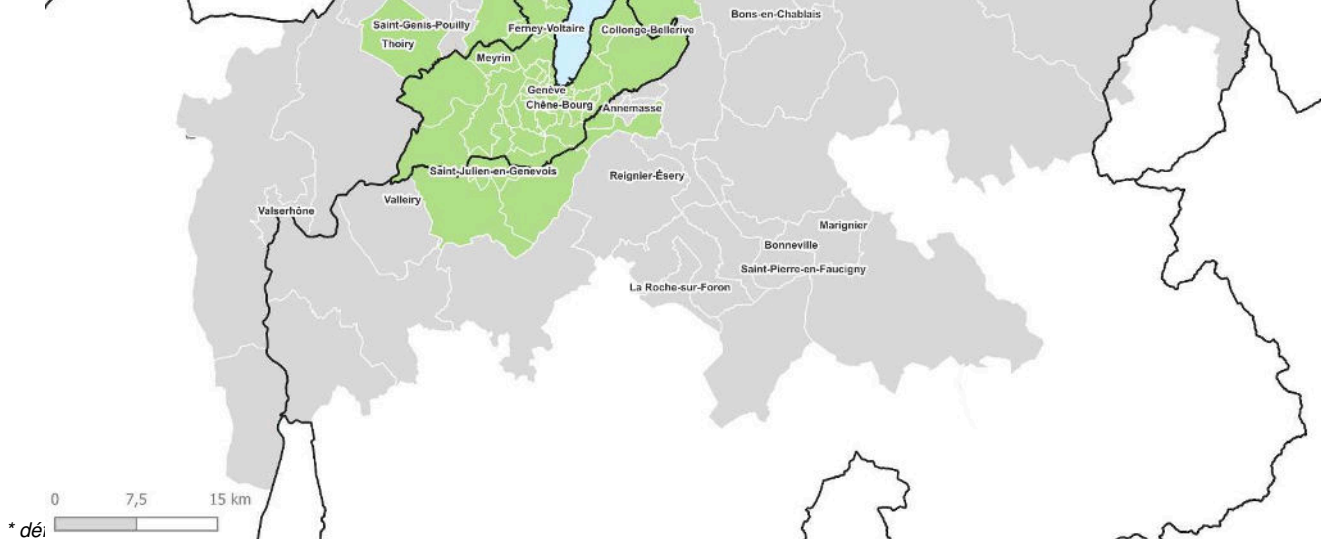 Bons-en-Chablais
Saint-Genis-Pouilly
Ferney-Voltaire
Collonge-Bellerive
Thoiry
Meyrin
Genève
Chêne-Bourg
Annemasse
Saint-Julien-en-Genevois
Reignier-Ésery
Valleiry
Valserhône
Marignier
Bonneville
Saint-Pierre-en-Faucigny
La Roche-sur-Foron
0 7,5 15 km
* déf